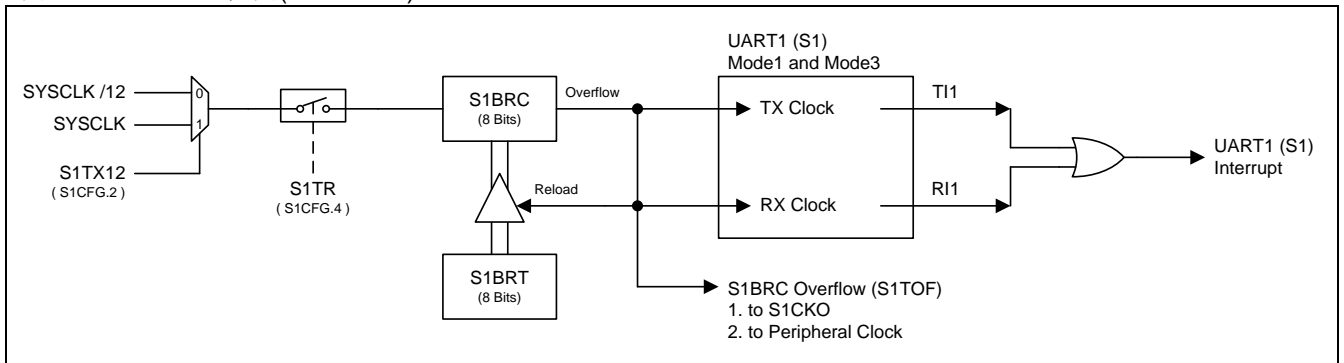 UART1 (S1)
Mode1 and Mode3
SYSCLK /12
0
SYSCLK
1
S1TX12
( S1CFG.2 )
S1TR
( S1CFG.4 )
S1BRC
(8 Bits)
Overflow
Reload
S1BRT
(8 Bits)
TX Clock
RX Clock
TI1
RI1
UART1 (S1)
Interrupt
S1BRC Overflow (S1TOF)
1. to S1CKO
2. to Peripheral Clock